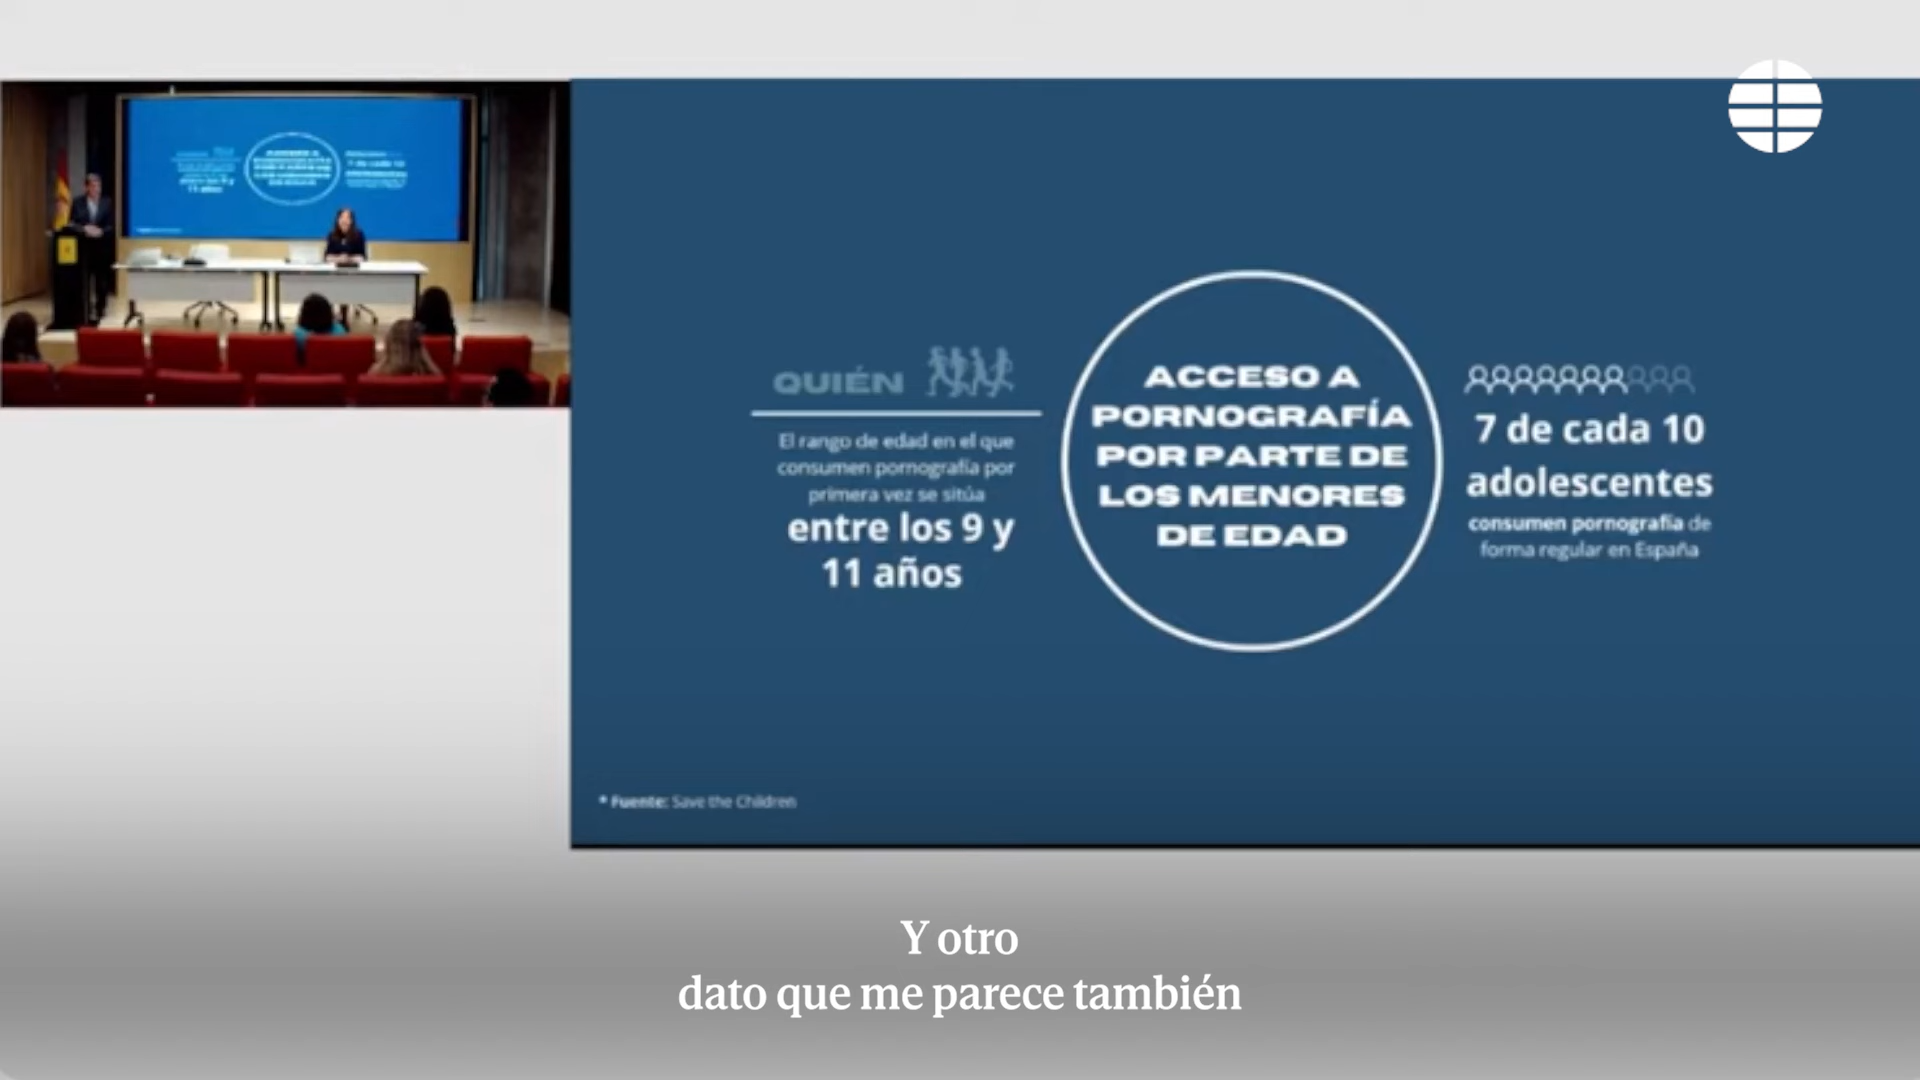 QUIÉN
El rango de edad en el que
consumen pornografía por
primera vez se sitúa
entre los 9 y
11 años
ACCESO A
PORNOGRAFÍA
POR PARTE DE
LOS MENORES
DE EDAD
7 de cada 10
adolescentes
consumen pornografía de
forma regular en España
* Fuente: Save the Children
Y otro
dato que me parece también